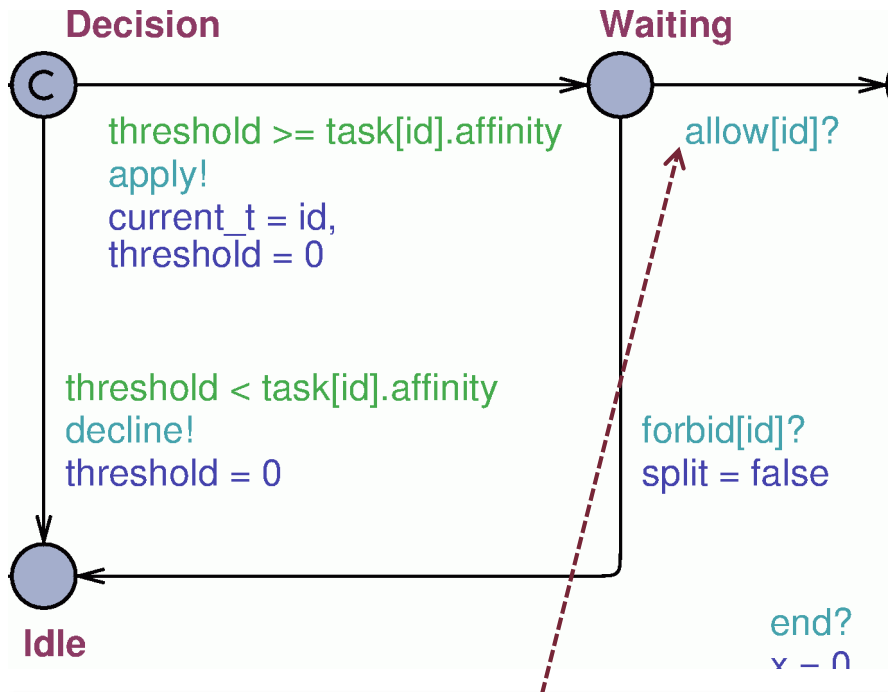 Decision
Waiting
C
threshold >= task[id].affinity
allow[id]?
apply!
current_t = id,
threshold = 0
threshold < task[id].affinity
decline!
forbid[id]?
threshold = 0
split = false
Idle
end?
x = 0